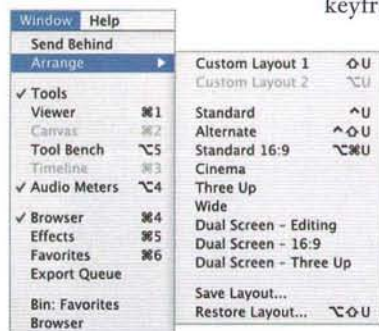 keyfr
Window Help
Send Behind
Arrange ▶
✓ Tools
Viewer ⌘1
Canvas ⌘2
Tool Bench ⌥5
Timeline ⌘3
✓ Audio Meters ⌥4
✓ Browser ⌘4
Effects ⌘5
Favorites ⌘6
Export Queue
Bin: Favorites
Browser
Custom Layout 1 ⇧U
Custom Layout 2 ⌥U
Standard ^U
Alternate ^⇧U
Standard 16:9 ⌥⌘U
Cinema
Three Up
Wide
Dual Screen – Editing
Dual Screen – 16:9
Dual Screen – Three Up
Save Layout...
Restore Layout... ⌥⇧U